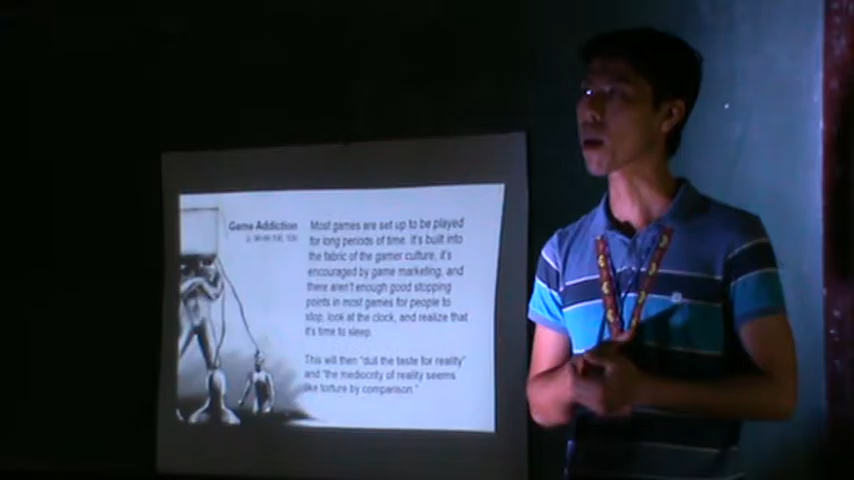 Game Addiction
Most games are set up to be played
for long periods of time. It's built into
the fabric of the gamer culture, it's
encouraged by game marketing, and
there aren't enough good stopping
points in most games for people to
stop, look at the clock, and realize that
it's time to sleep.
This will then "dull the taste for reality"
and "the mediocrity of reality seems
like torture by comparison."